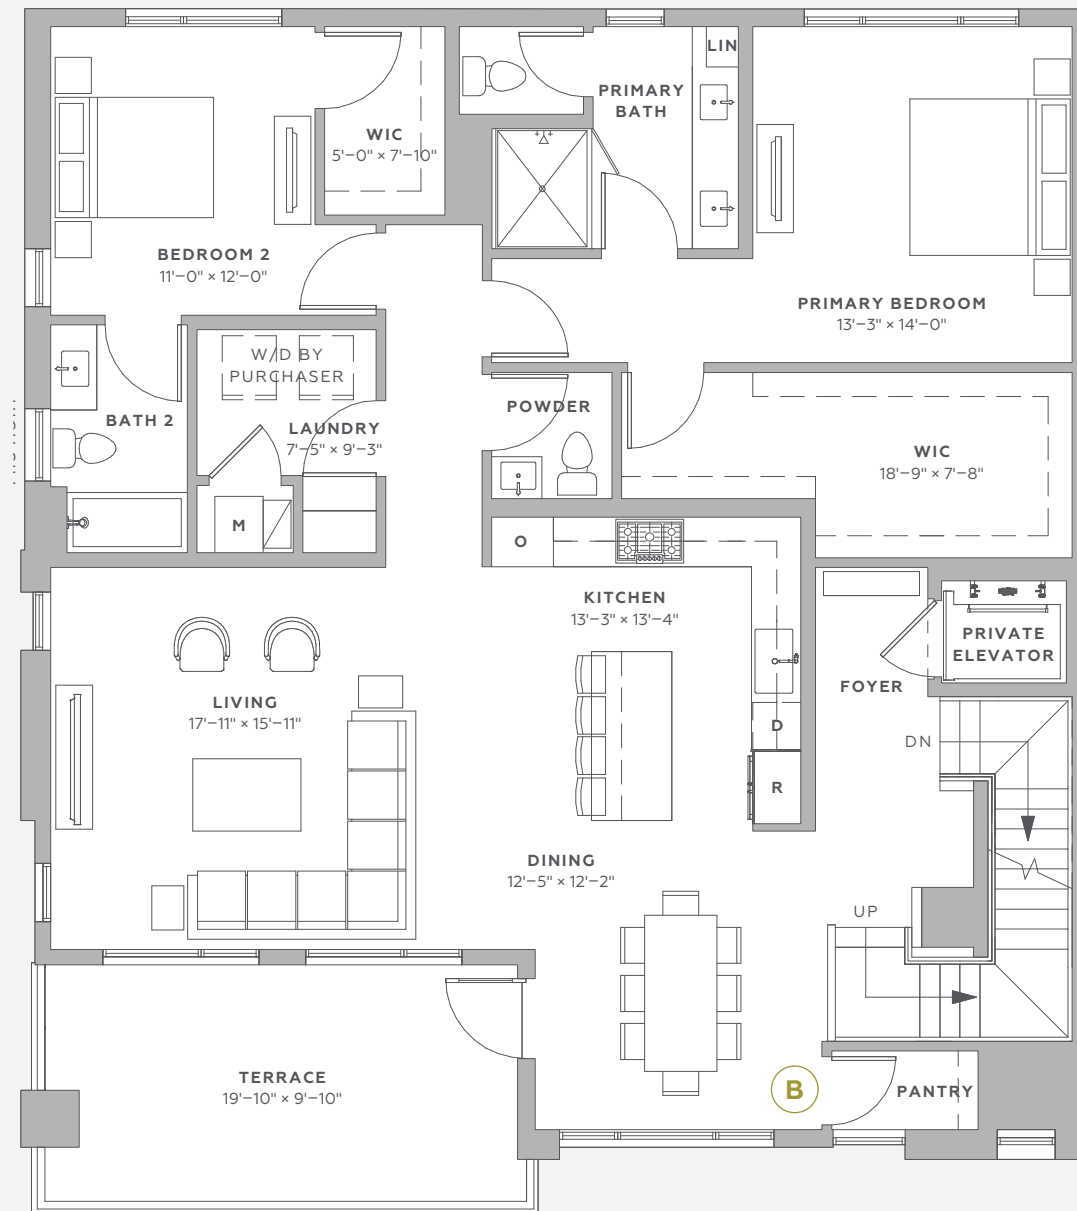 LIN
PRIMARY
BATH
WIC
5'–0" × 7'–10"
BEDROOM 2
11'–0" × 12'–0"
PRIMARY BEDROOM
13'–3" × 14'–0"
W/D BY
PURCHASER
BATH 2
LAUNDRY
7'–5" × 9'–3"
POWDER
WIC
18'–9" × 7'–8"
M
O
KITCHEN
13'–3" × 13'–4"
PRIVATE
ELEVATOR
FOYER
LIVING
17'–11" × 15'–11"
D
DN
R
DINING
12'–5" × 12'–2"
UP
TERRACE
19'–10" × 9'–10"
B
PANTRY